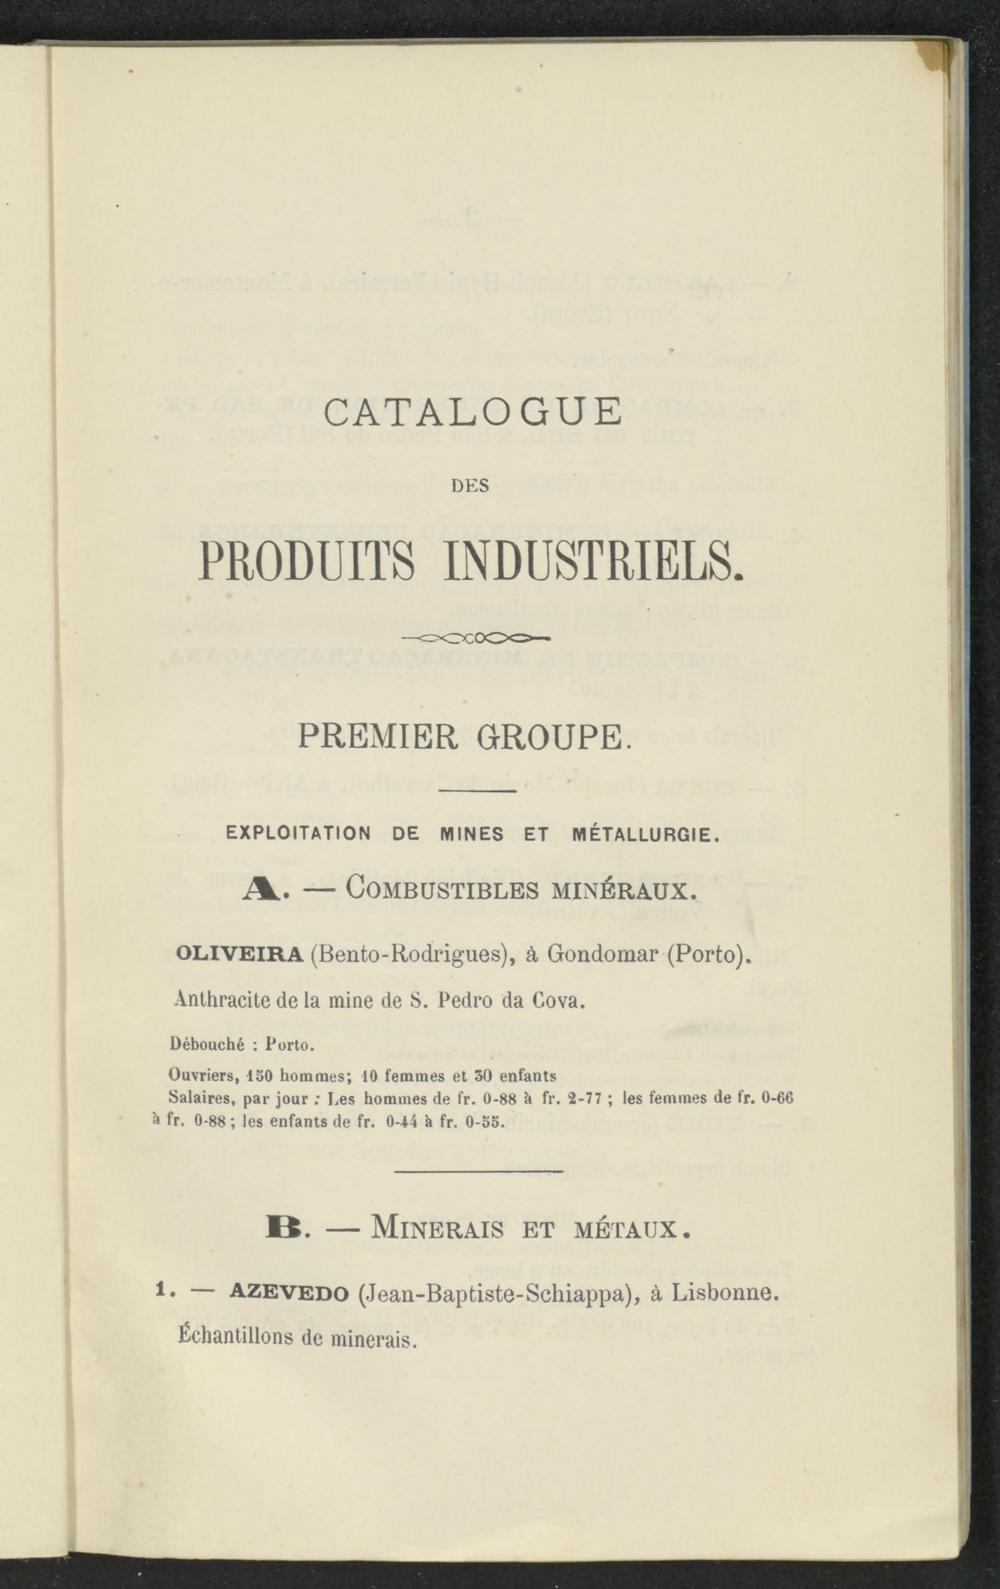 CATALOGUE
DES
PRODUITS INDUSTRIELS.
PREMIER GROUPE.
EXPLOITATION DE MINES ET MÉTALLURGIE.
A. — COMBUSTIBLES MINÉRAUX.
OLIVEIRA (Bento-Rodrigues), à Gondomar (Porto).
Anthracite de la mine de S. Pedro da Cova.
Débouché : Porto.
Ouvriers, 150 hommes; 10 femmes et 30 enfants
Salaires, par jour : Les hommes de fr. 0-88 à fr. 2-77 ; les femmes de fr. 0-66
à fr. 0-88 ; les enfants de fr. 0-44 à fr. 0-55.
B. — MINERAIS ET MÉTAUX.
1. — AZEVEDO (Jean-Baptiste-Schiappa), à Lisbonne.
Échantillons de minerais.